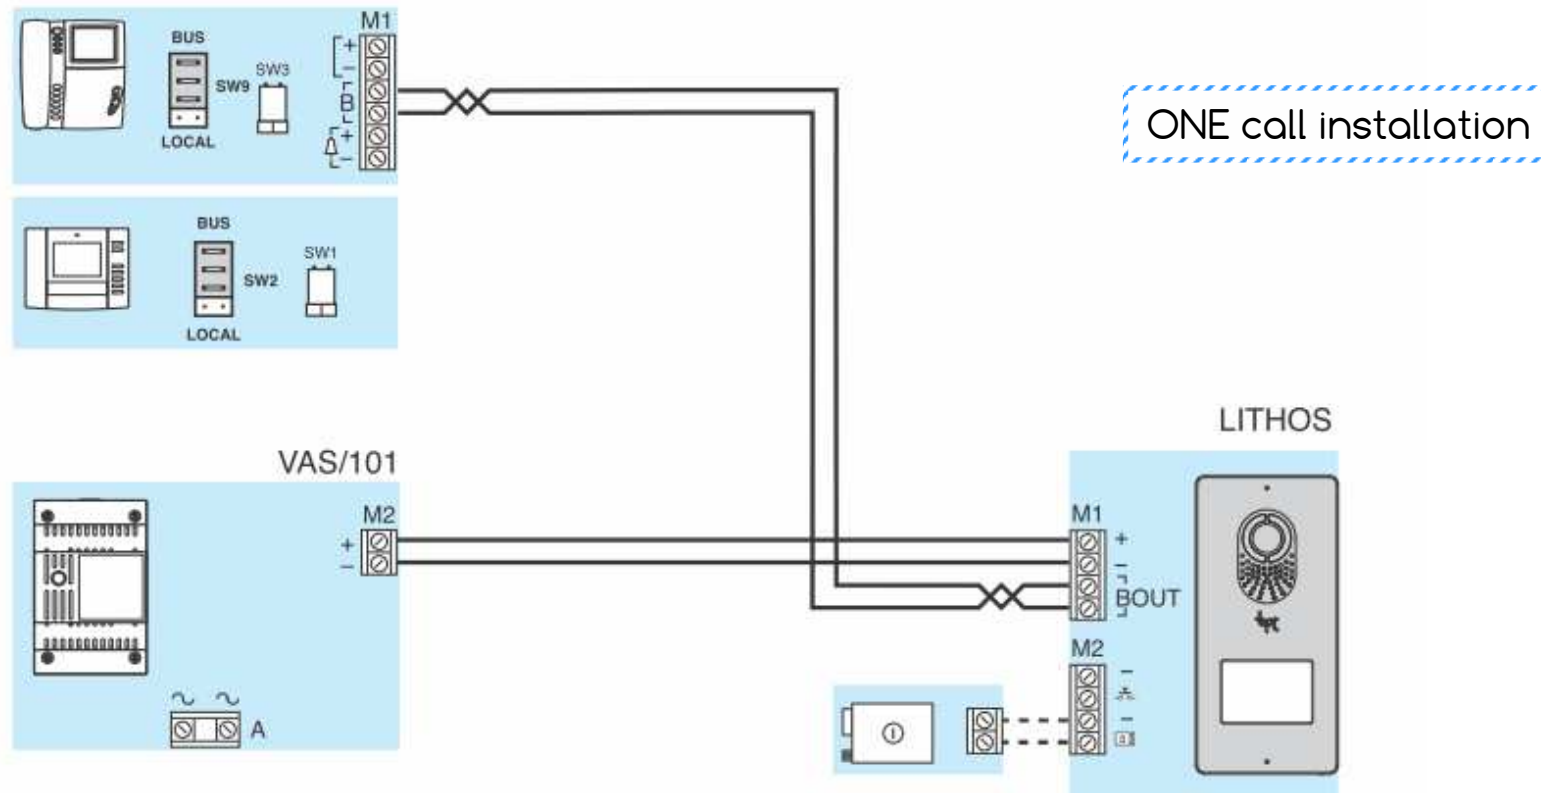 M1
BUS
SW3
SW9
LOCAL
+
−
B
+
−
ONE call installation
BUS
SW1
SW2
LOCAL
LITHOS
VAS/101
M2
+
−
A
M1
+
−
BOUT
M2
−
−